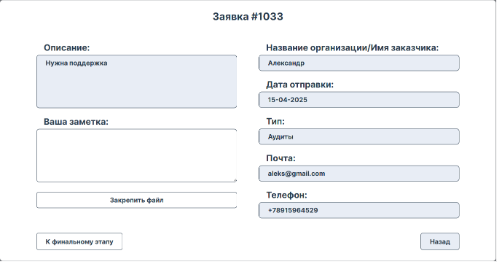 Заявка #1033
Описание:
Нужна поддержка
Ваша заметка:
Закрепить файл
К финальному этапу
Название организации/Имя заказчика:
Александр
Дата отправки:
15-04-2025
Тип:
Аудиты
Почта:
aleks@gmail.com
Телефон:
+78915964529
Назад